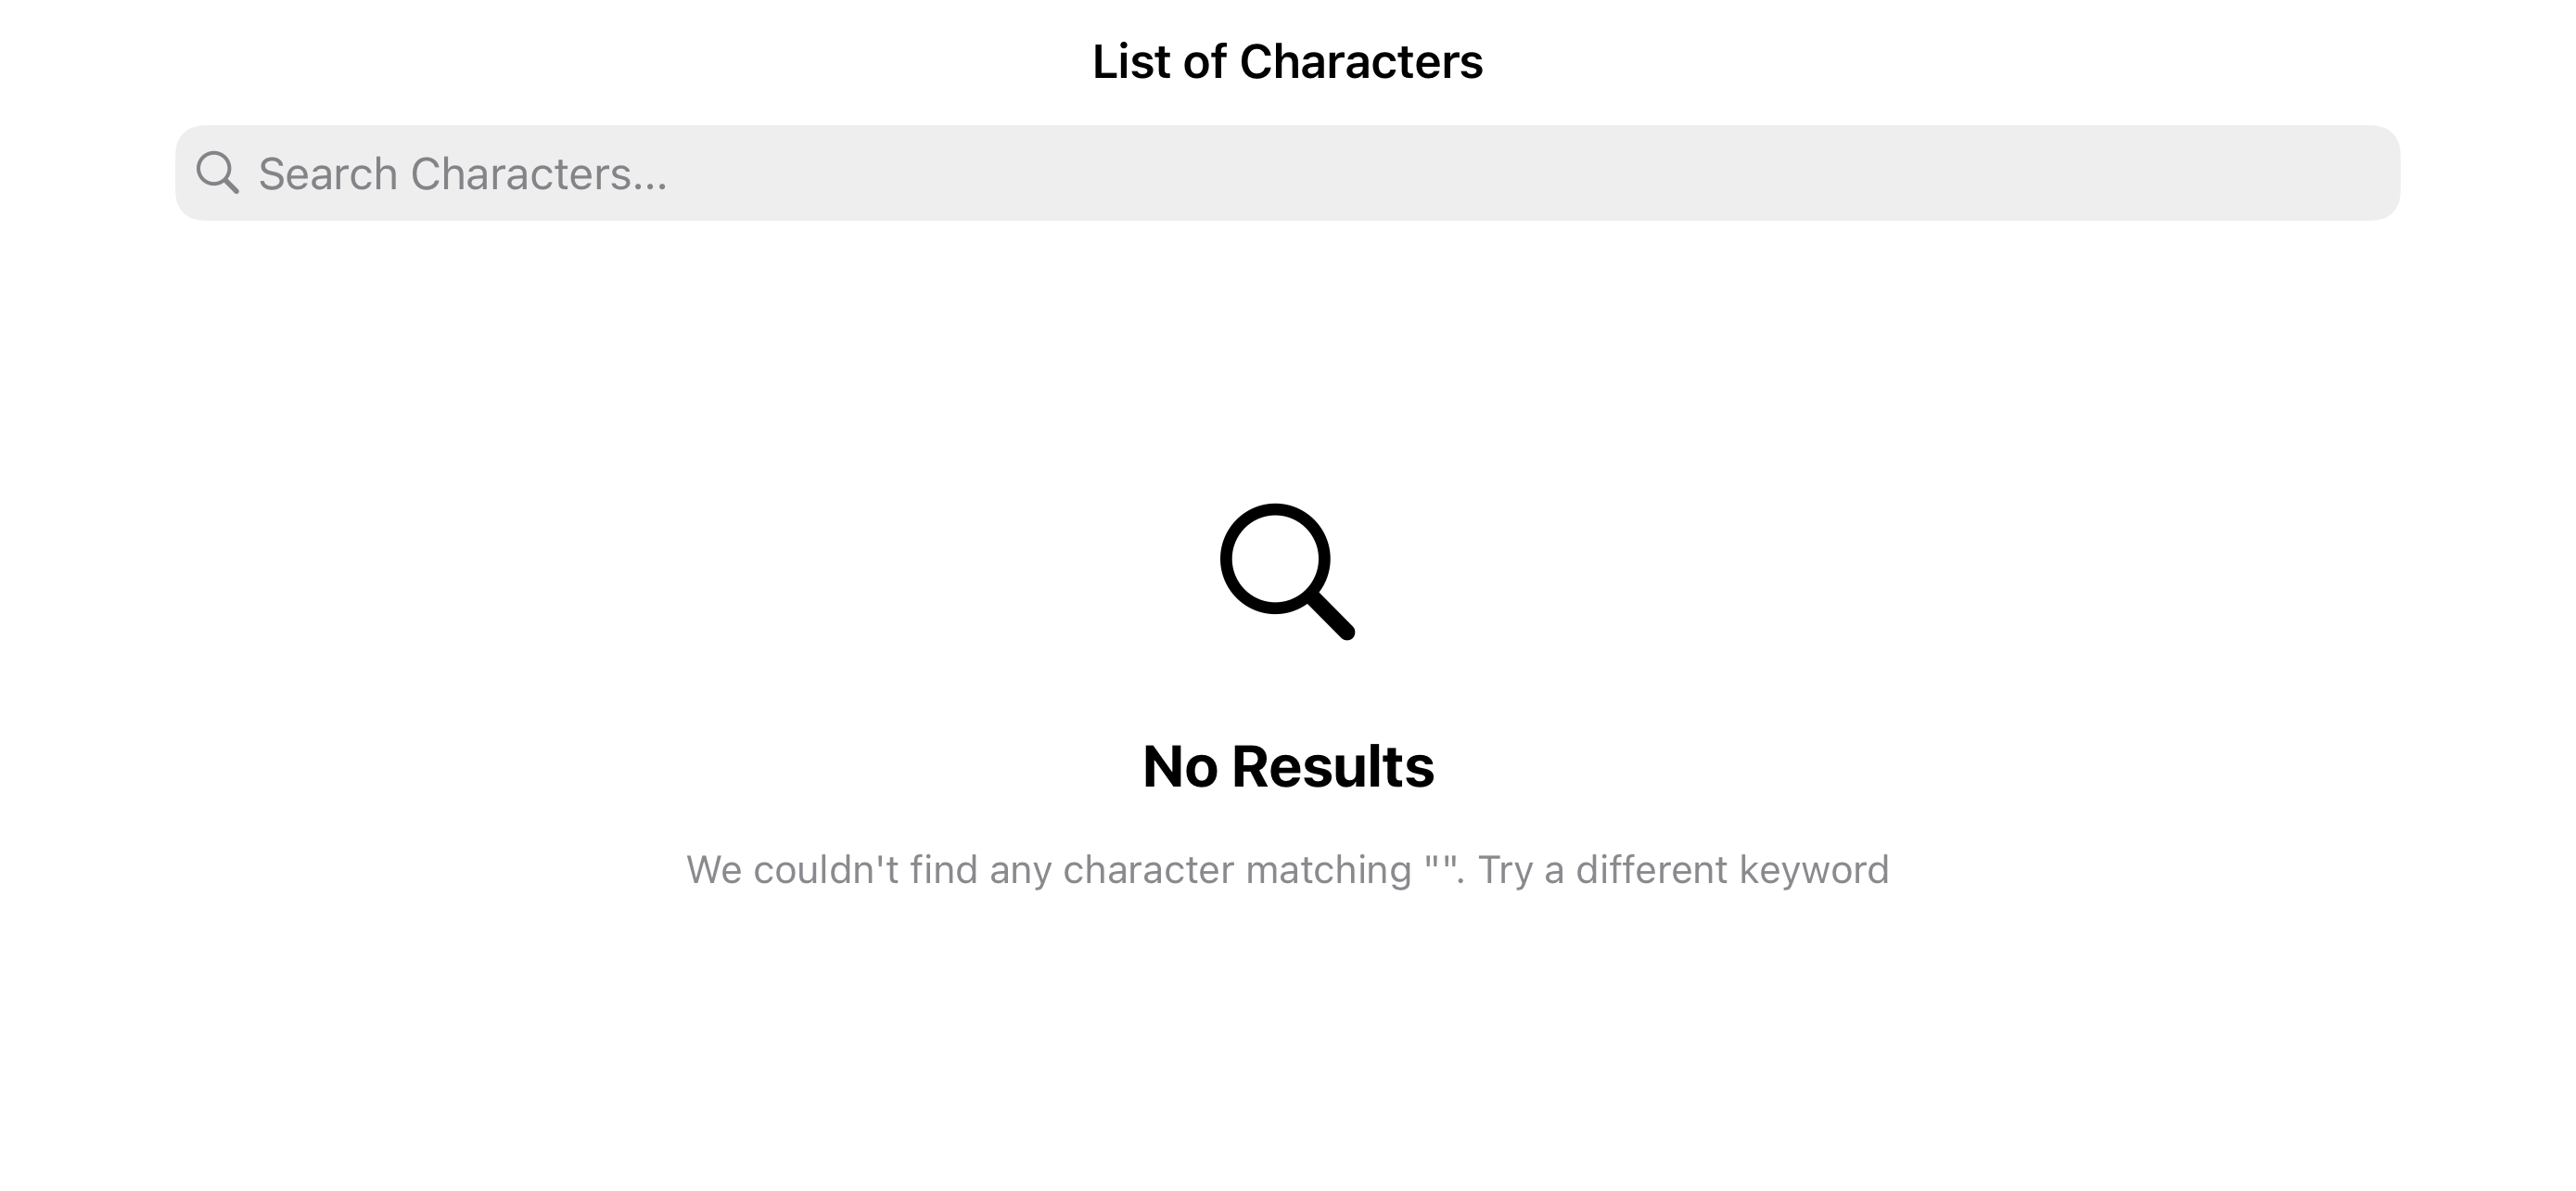 List of Characters
Search Characters...
No Results
We couldn't find any character matching "". Try a different keyword